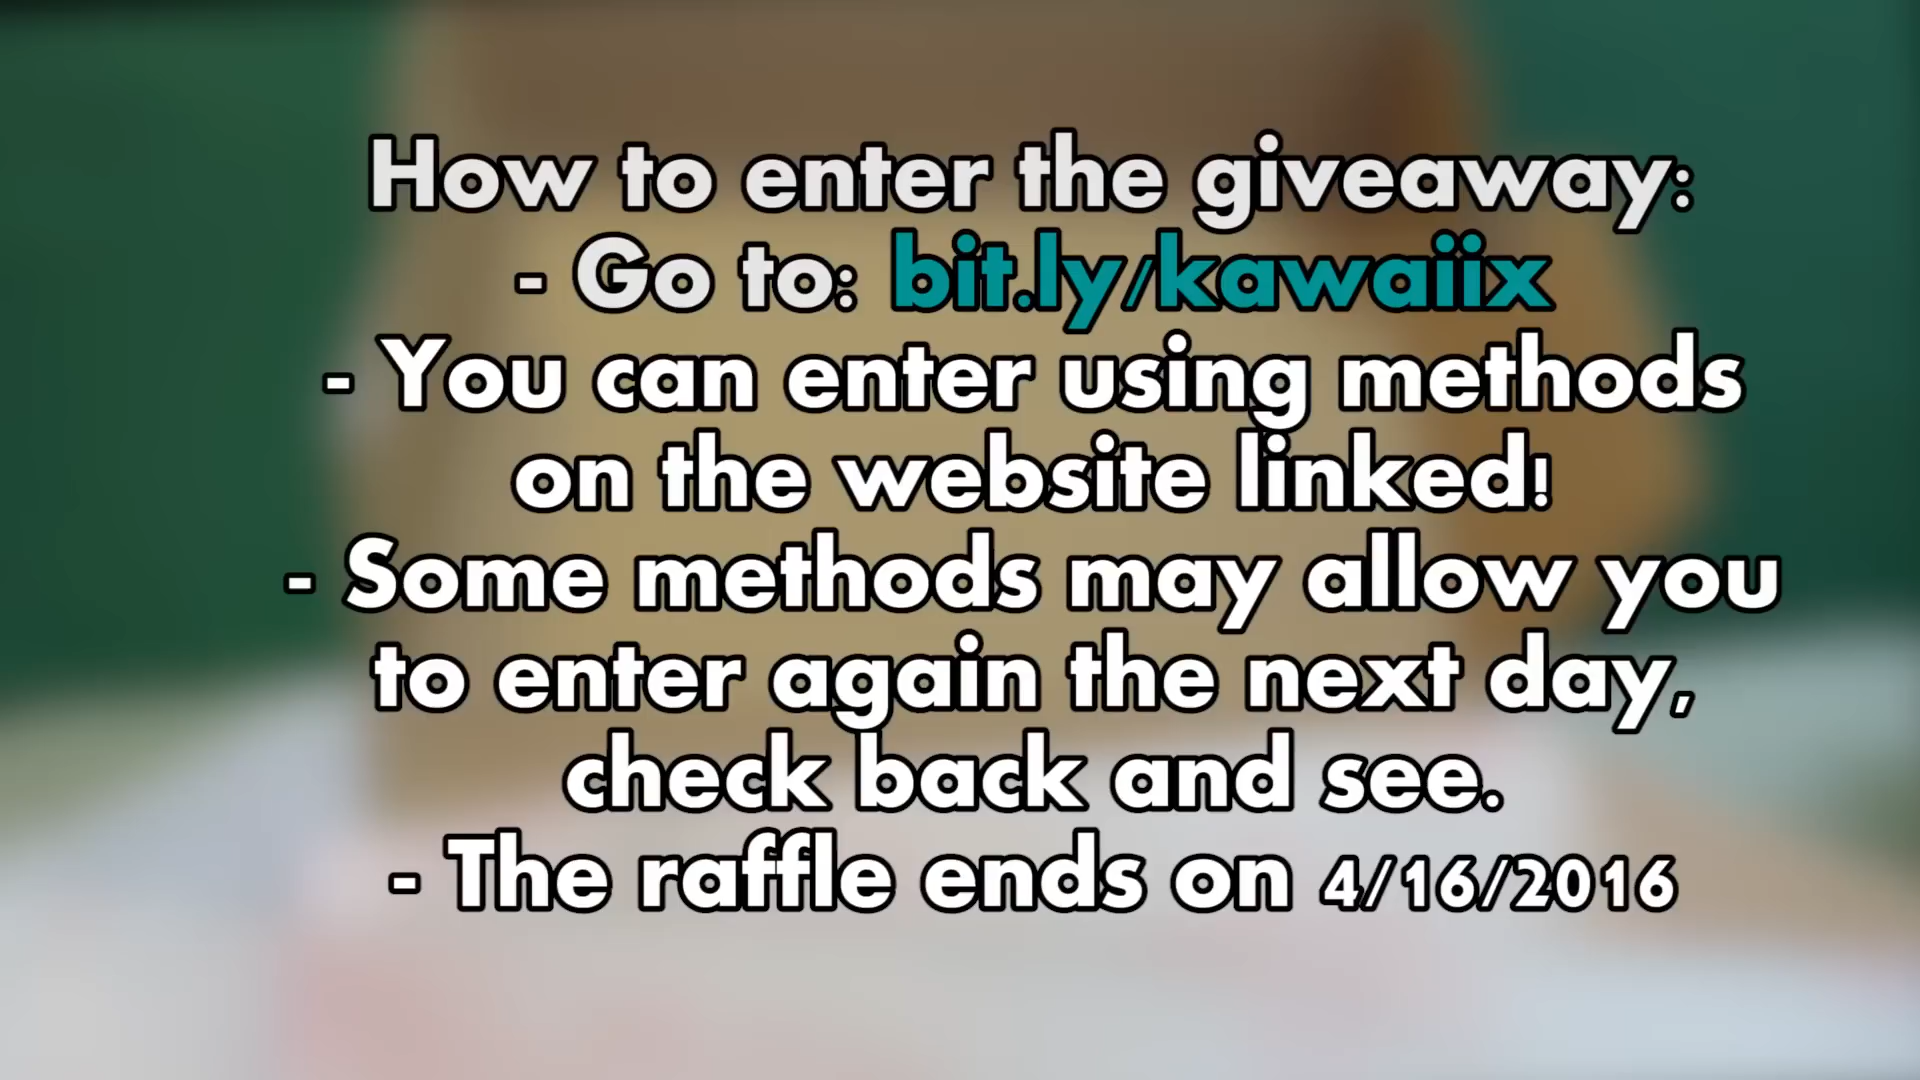 How to enter the giveaway:
- Go to: bit.ly/kawaiix
- You can enter using methods
on the website linked!
- Some methods may allow you
to enter again the next day,
check back and see.
- The raffle ends on 4/16/2016